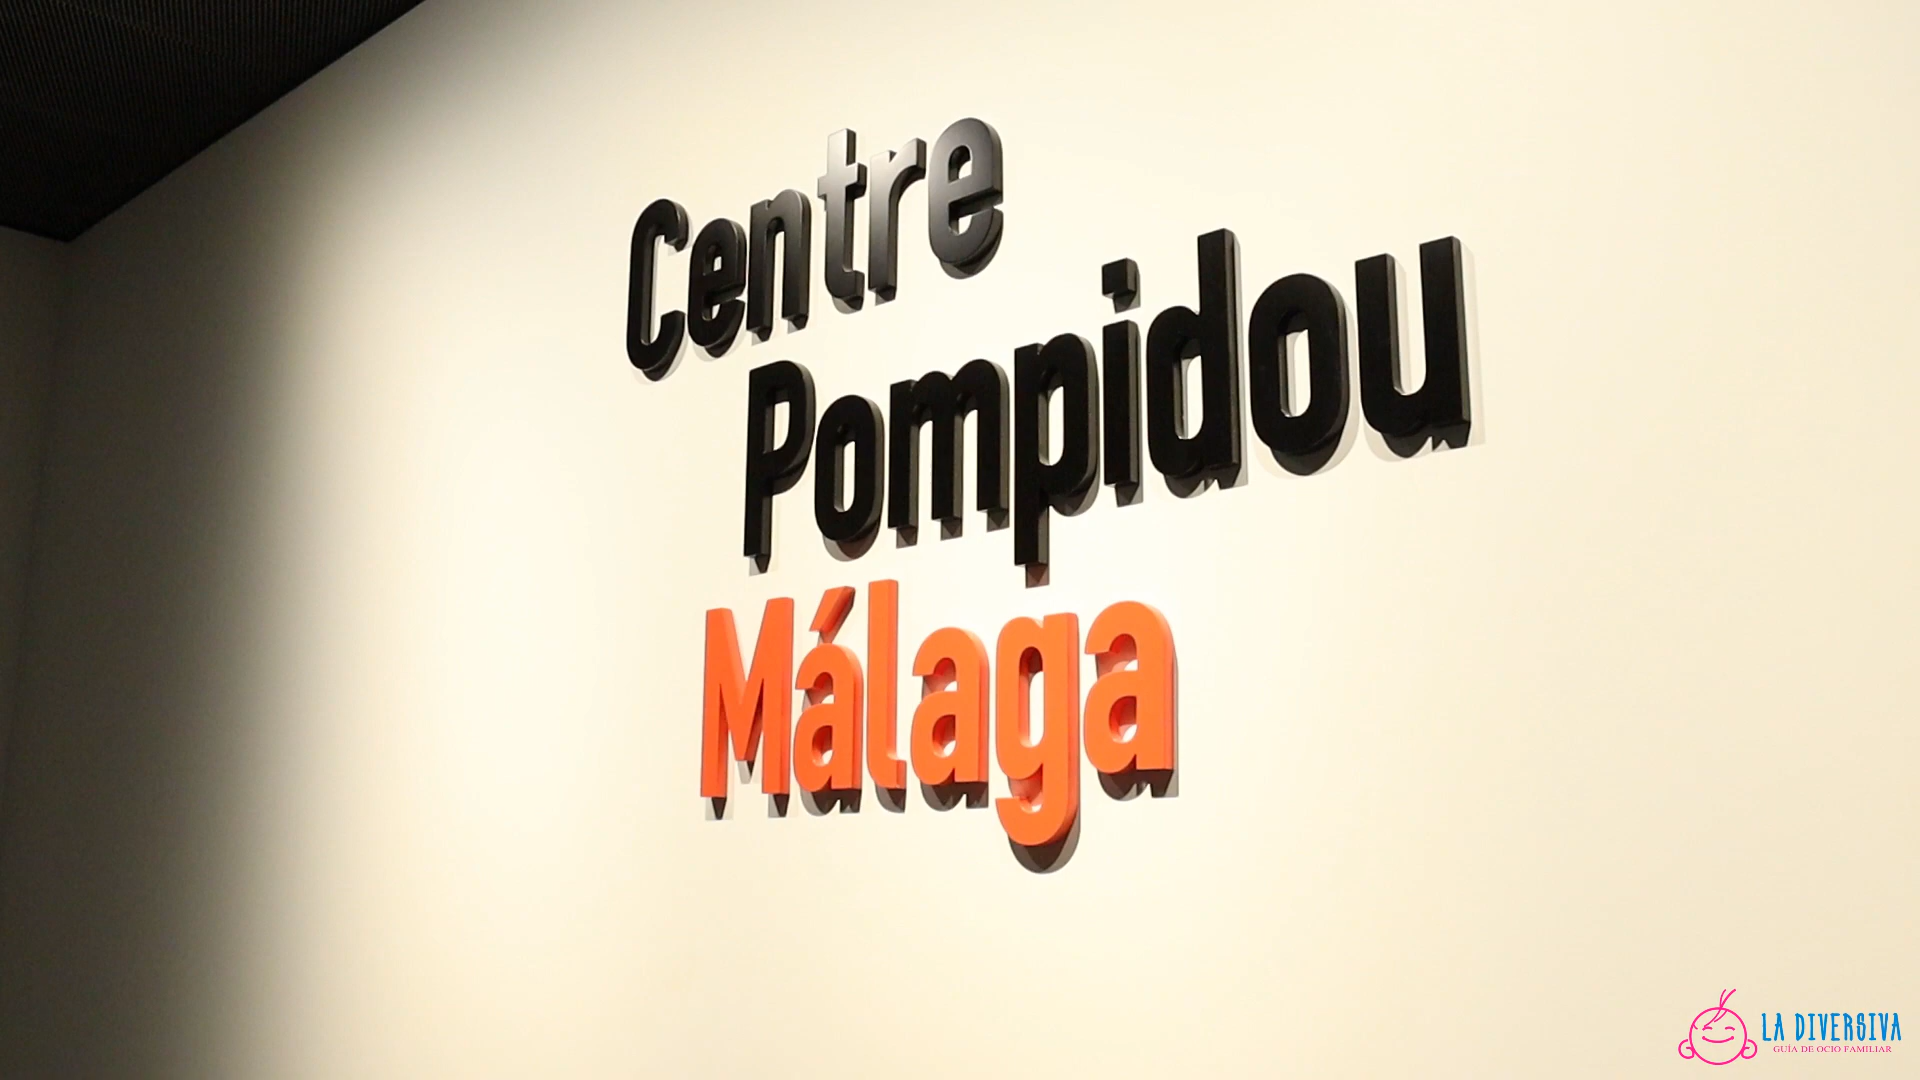 Centre
Pompidou
Málaga
LA DIVERSIVA
GUÍA DE OCIO FAMILIAR